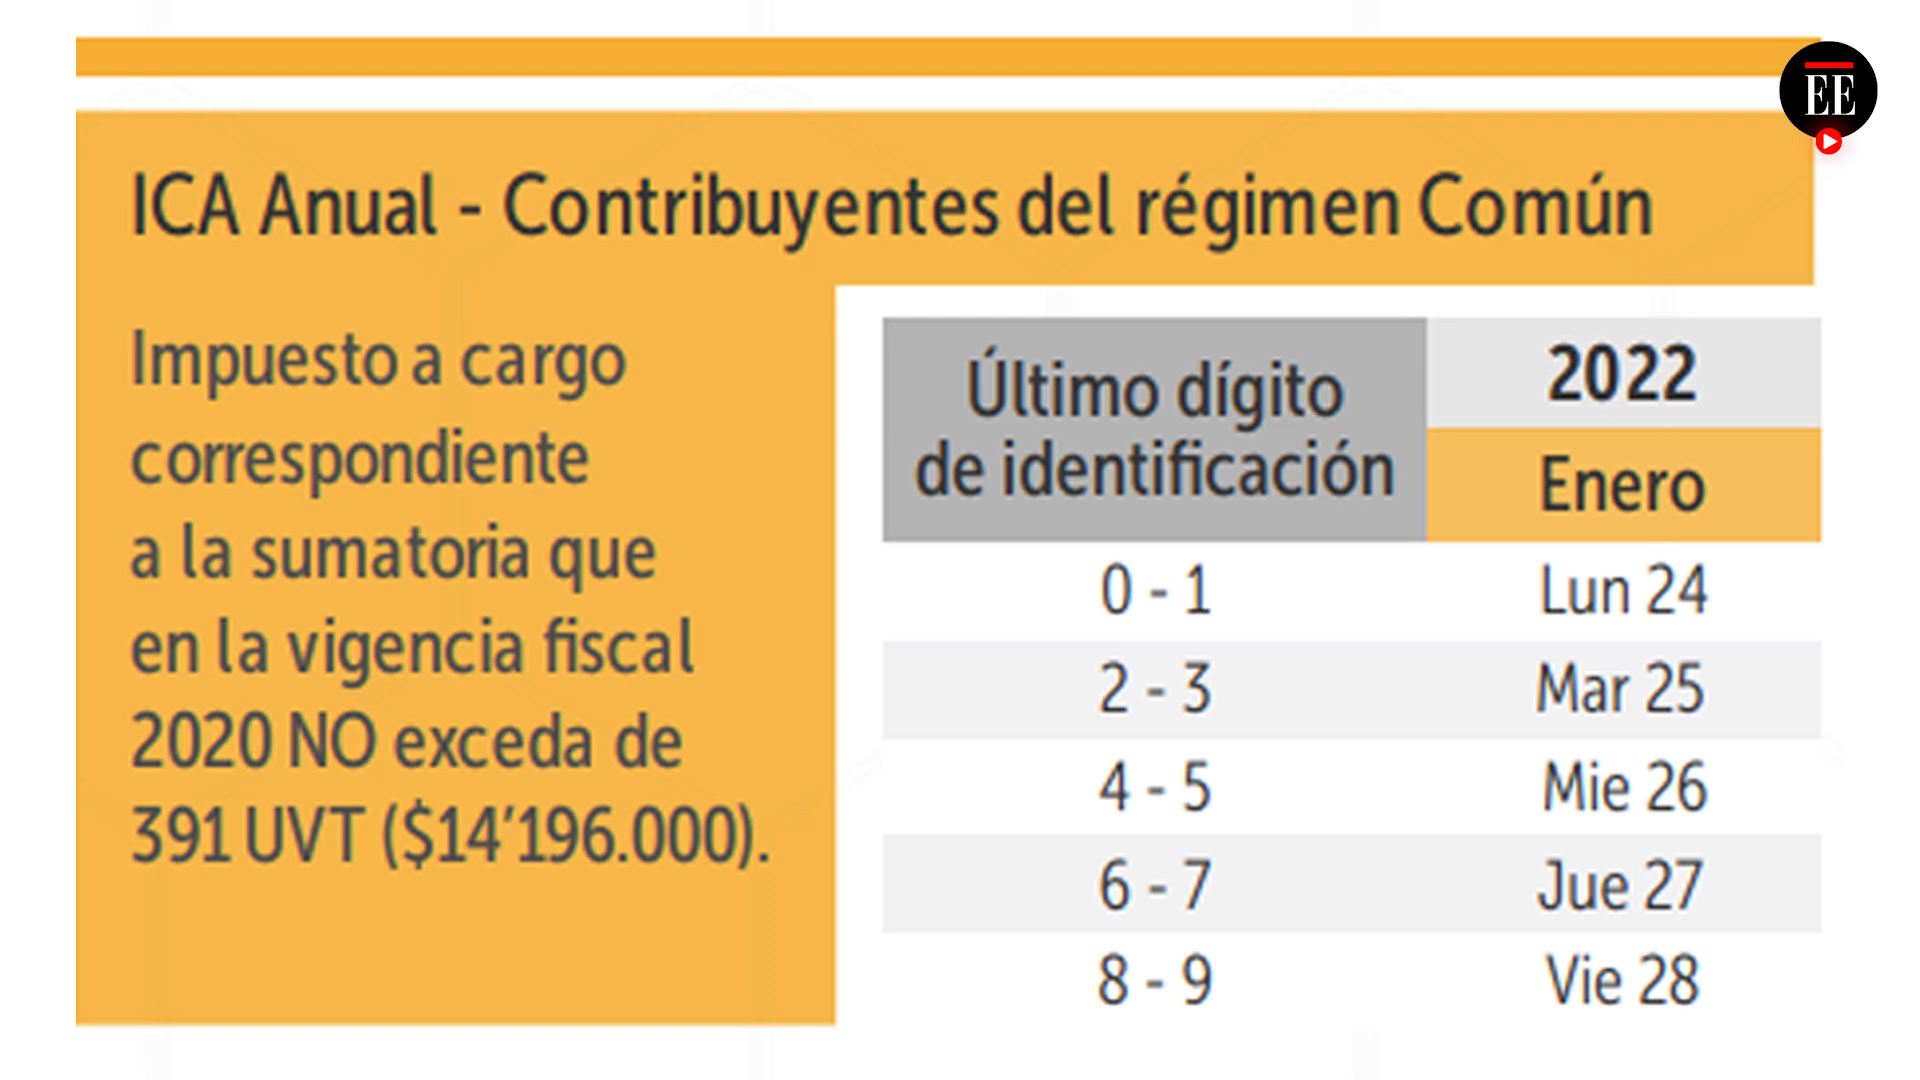 EE
ICA Anual - Contribuyentes del régimen Común
Impuesto a cargo
correspondiente
a la sumatoria que
en la vigencia fiscal
2020 NO exceda de
391 UVT ($14’196.000).
Último dígito
de identificación
2022
Enero
0 - 1 Lun 24
2 - 3 Mar 25
4 - 5 Mie 26
6 - 7 Jue 27
8 - 9 Vie 28